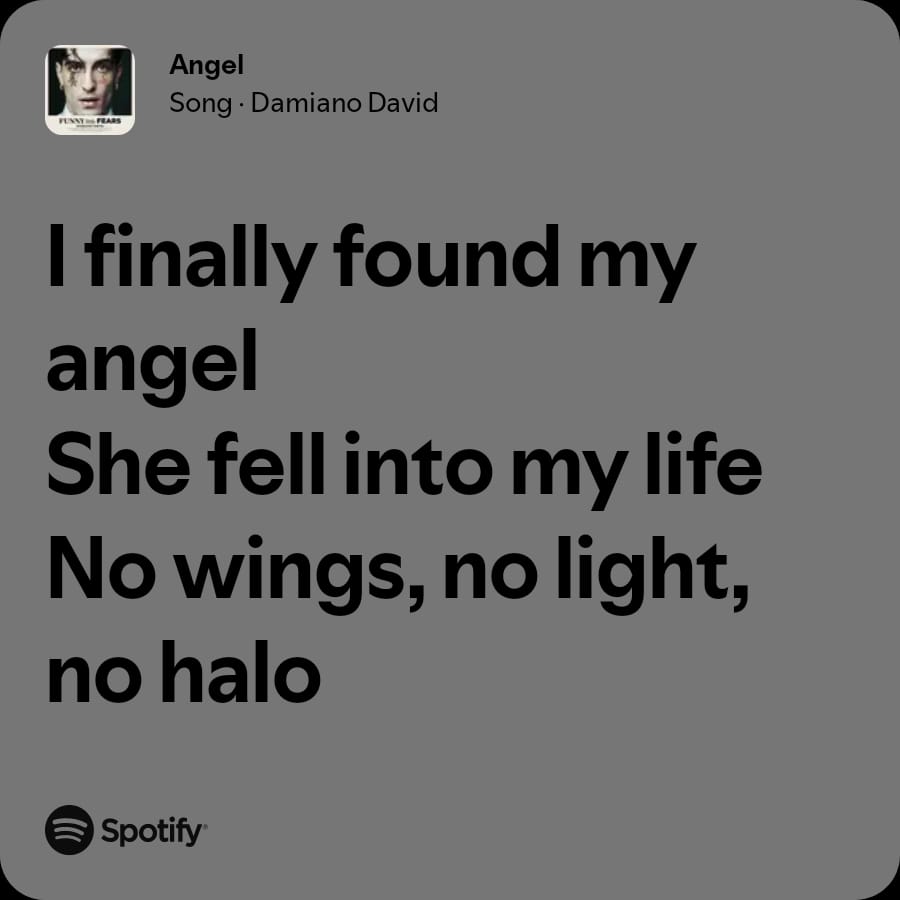 Angel
Song · Damiano David
FUNNY little FEARS
I finally found my
angel
She fell into my life
No wings, no light,
no halo
Spotify®